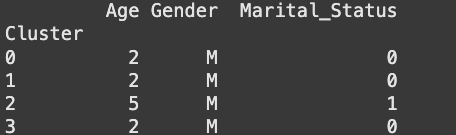 Age Gender Marital_Status
Cluster
0 2 M 0
1 2 M 0
2 5 M 1
3 2 M 0